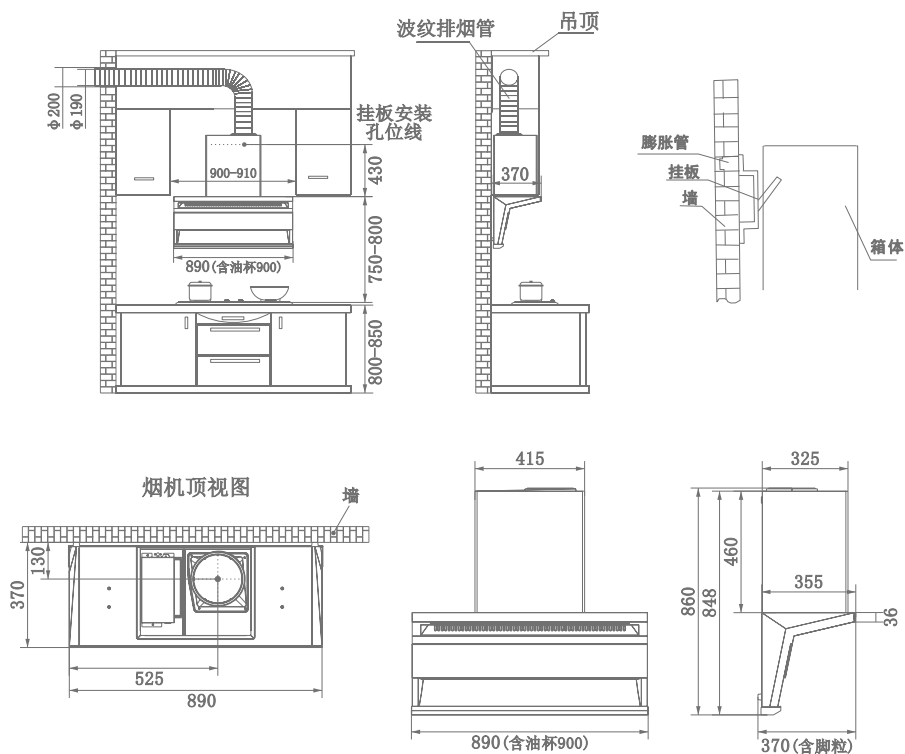 波纹排烟管
吊顶
Φ200
Φ190
挂板安装
孔位线
430
900-910
370
750-800
890(含油杯900)
800-850
膨胀管
挂板
墙
箱体
烟机顶视图
墙
130
370
525
890
415
890(含油杯900)
325
460
355
860
848
36
370(含脚粒)